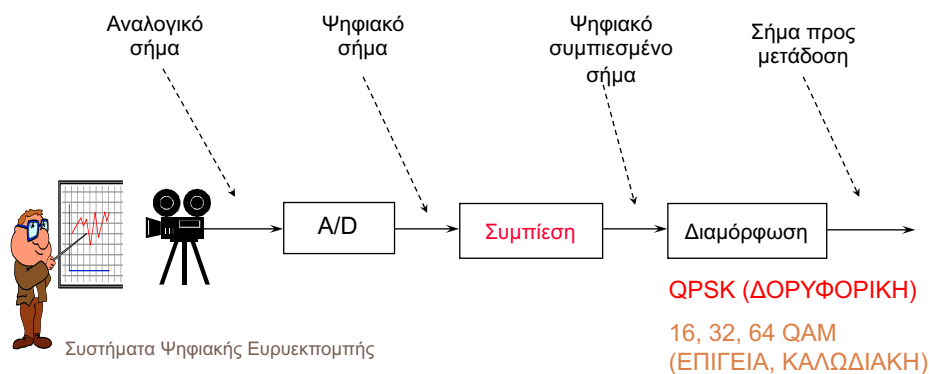 Αναλογικό
σήμα
Ψηφιακό
σήμα
Ψηφιακό
συμπιεσμένο
σήμα
Σήμα προς
μετάδοση
A/D
Συμπίεση
Διαμόρφωση
QPSK (ΔΟΡΥΦΟΡΙΚΗ)
16, 32, 64 QAM
(ΕΠΙΓΕΙΑ, ΚΑΛΩΔΙΑΚΗ)
Συστήματα Ψηφιακής Ευρυεκπομπής